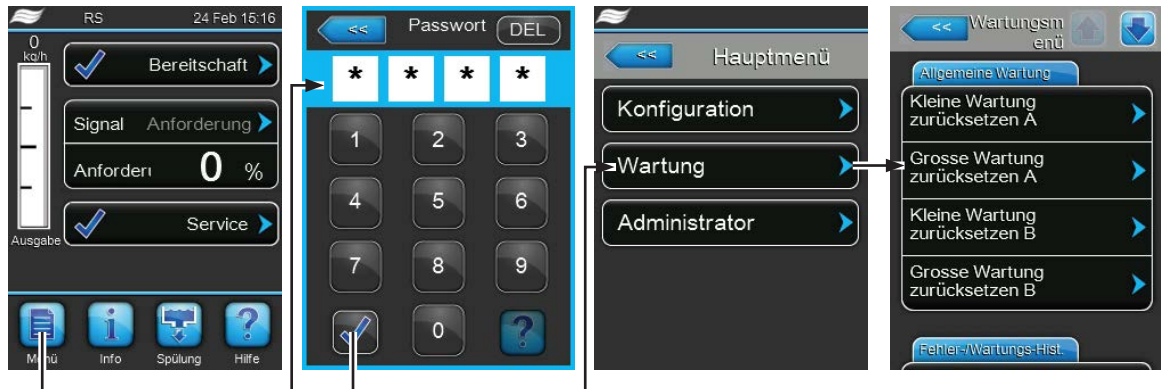 RS 24 Feb 15:16
0
kg/h
Bereitschaft
Signal Anforderung
Anforderı 0 %
Ausgabe
Service
Menü Info Spülung Hilfe
<< Passwort DEL
* * * *
1 2 3
4 5 6
7 8 9
0 ?
<< Hauptmenü
Konfiguration
Wartung
Administrator
<< Wartungsm
enü
Allgemeine Wartung
Kleine Wartung
zurücksetzen A
Grosse Wartung
zurücksetzen A
Kleine Wartung
zurücksetzen B
Grosse Wartung
zurücksetzen B
Fehler-/Wartungs-Hist.